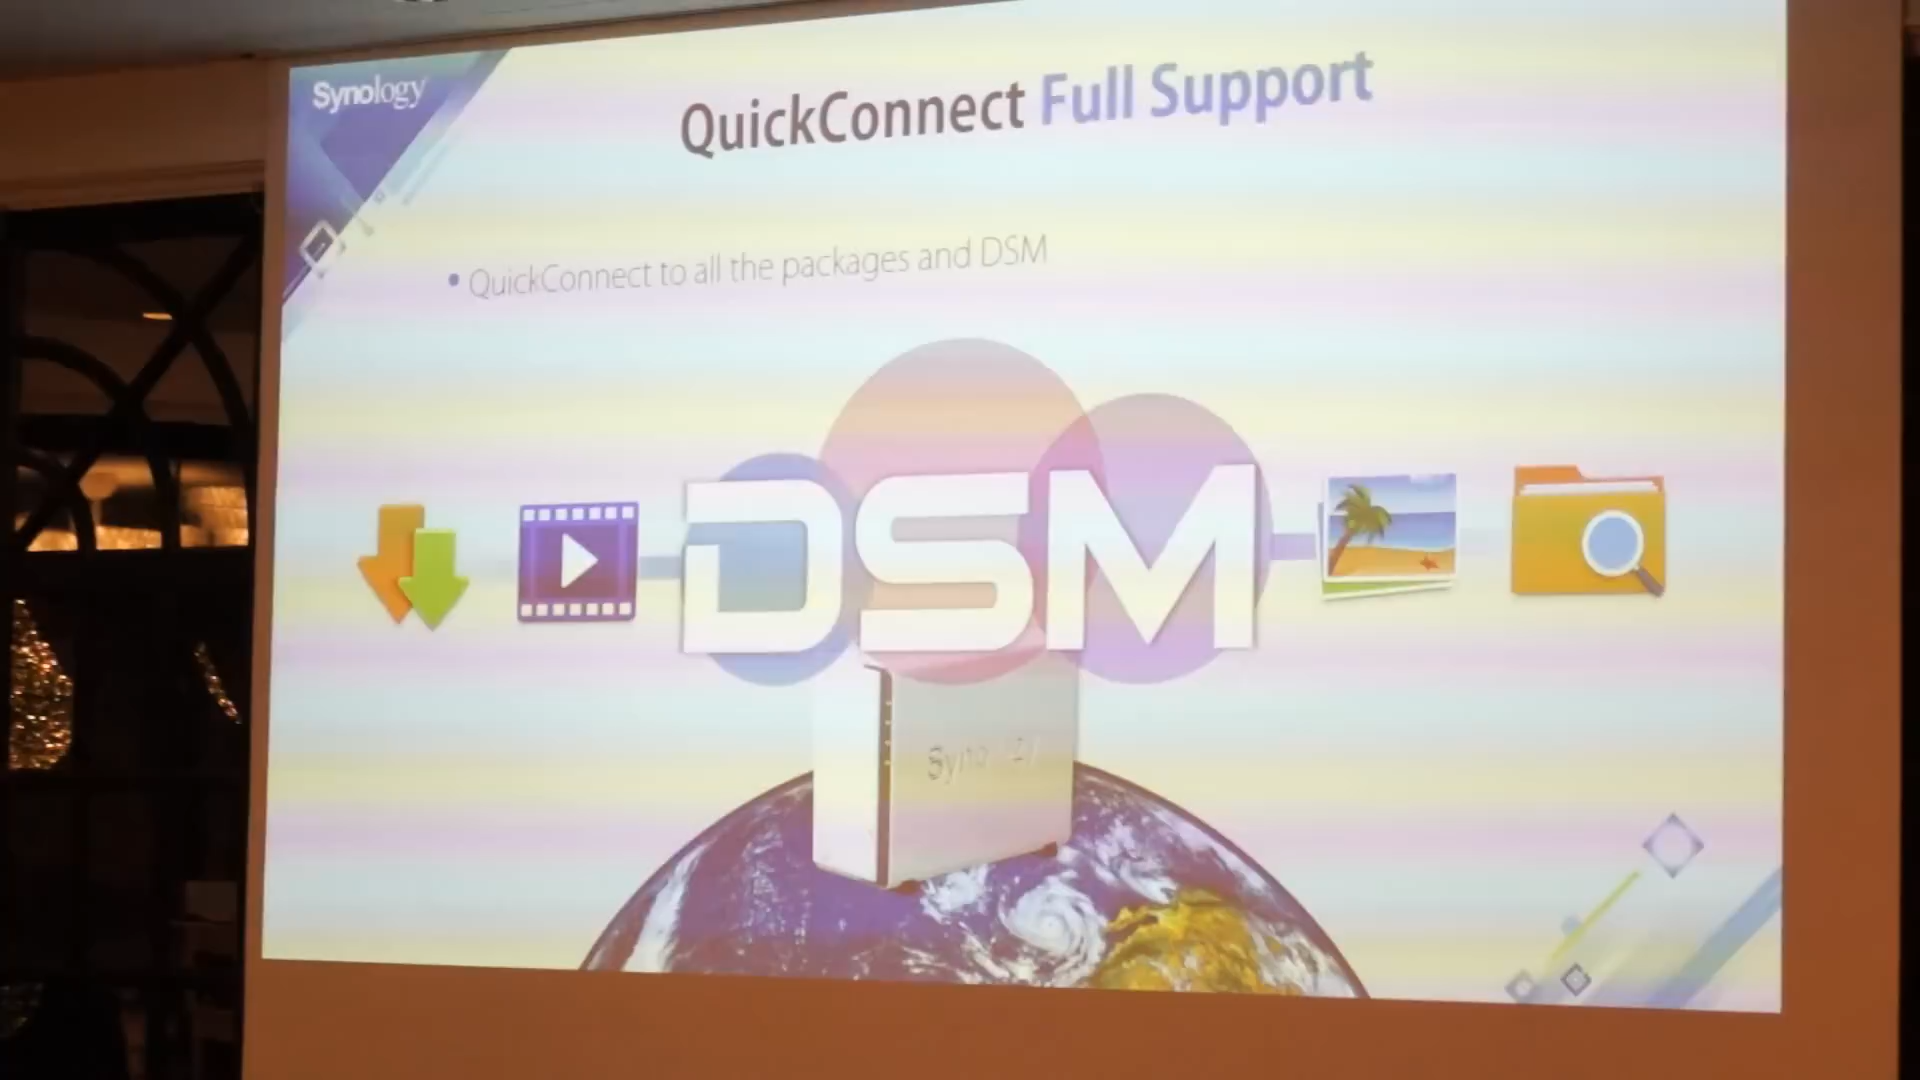 Synology
QuickConnect Full Support
• QuickConnect to all the packages and DSM
DSM